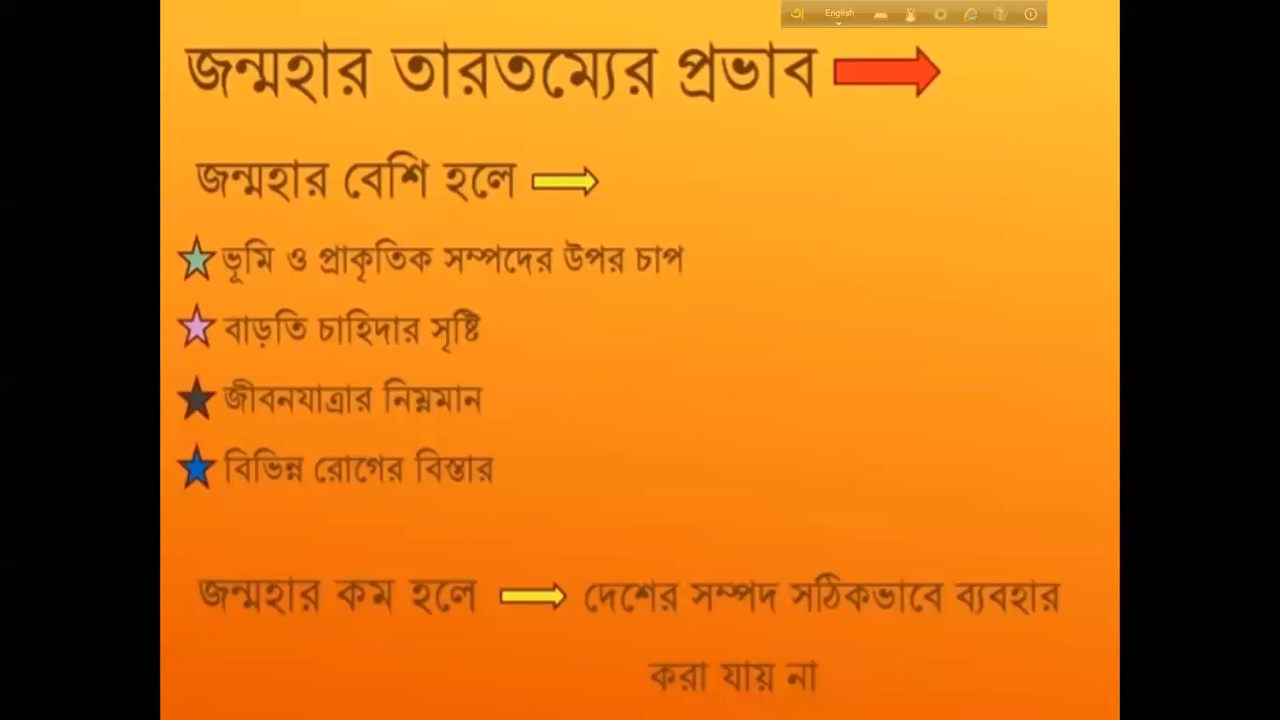 অ English
জন্মহার তারতম্যের প্রভাব
জন্মহার বেশি হলে
ভূমি ও প্রাকৃতিক সম্পদের উপর চাপ
বাড়তি চাহিদার সৃষ্টি
জীবনযাত্রার নিম্নমান
বিভিন্ন রোগের বিস্তার
জন্মহার কম হলে দেশের সম্পদ সঠিকভাবে ব্যবহার
করা যায় না